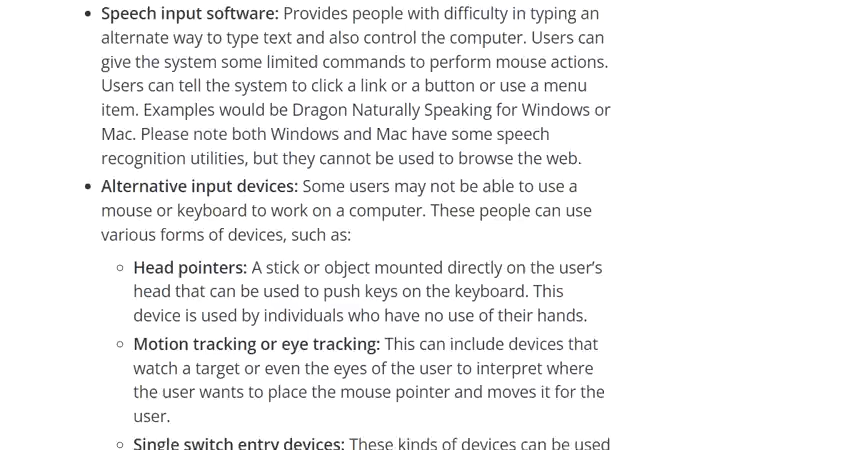 • Speech input software: Provides people with difficulty in typing an
alternate way to type text and also control the computer. Users can
give the system some limited commands to perform mouse actions.
Users can tell the system to click a link or a button or use a menu
item. Examples would be Dragon Naturally Speaking for Windows or
Mac. Please note both Windows and Mac have some speech
recognition utilities, but they cannot be used to browse the web.
• Alternative input devices: Some users may not be able to use a
mouse or keyboard to work on a computer. These people can use
various forms of devices, such as:
○ Head pointers: A stick or object mounted directly on the user’s
head that can be used to push keys on the keyboard. This
device is used by individuals who have no use of their hands.
○ Motion tracking or eye tracking: This can include devices that
watch a target or even the eyes of the user to interpret where
the user wants to place the mouse pointer and moves it for the
user.
○ Single switch entry devices: These kinds of devices can be used